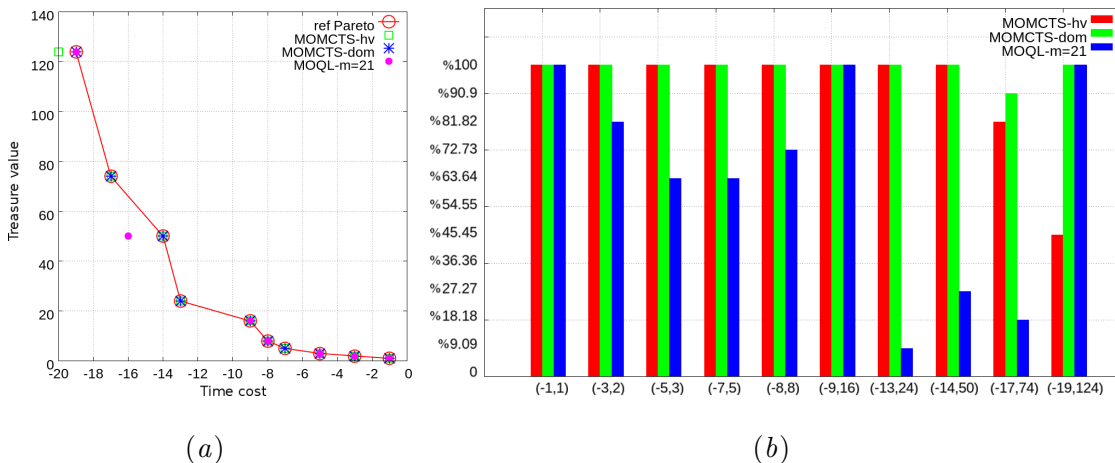 140
120
100
80
60
40
20
0
Treasure value
-20 -18 -16 -14 -12 -10 -8 -6 -4 -2 0
Time cost
ref Pareto
MOMCTS-hv
MOMCTS-dom
MOQL-m=21
(a)
MOMCTS-hv
MOMCTS-dom
MOQL-m=21
%100
%90.9
%81.82
%72.73
%63.64
%54.55
%45.45
%36.36
%27.27
%18.18
%9.09
0
(-1,1) (-3,2) (-5,3) (-7,5) (-8,8) (-9,16) (-13,24) (-14,50) (-17,74) (-19,124)
(b)